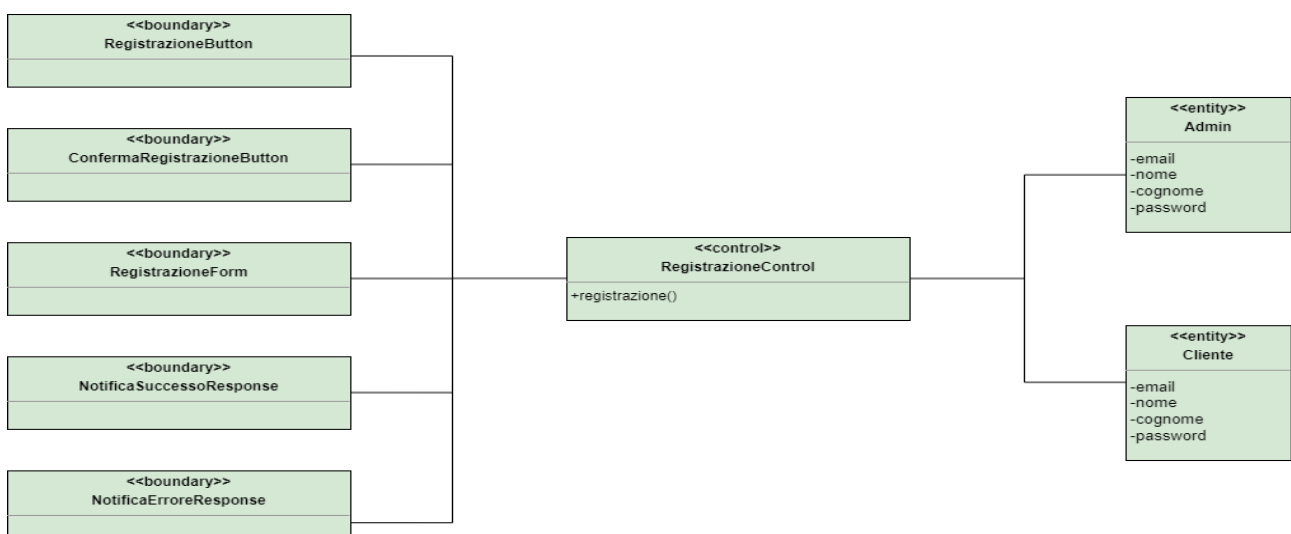 <<boundary>>
RegistrazioneButton
<<boundary>>
ConfermaRegistrazioneButton
<<boundary>>
RegistrazioneForm
<<boundary>>
NotificaSuccessoResponse
<<boundary>>
NotificaErroreResponse
<<control>>
RegistrazioneControl
+registrazione()
<<entity>>
Admin
-email
-nome
-cognome
-password
<<entity>>
Cliente
-email
-nome
-cognome
-password